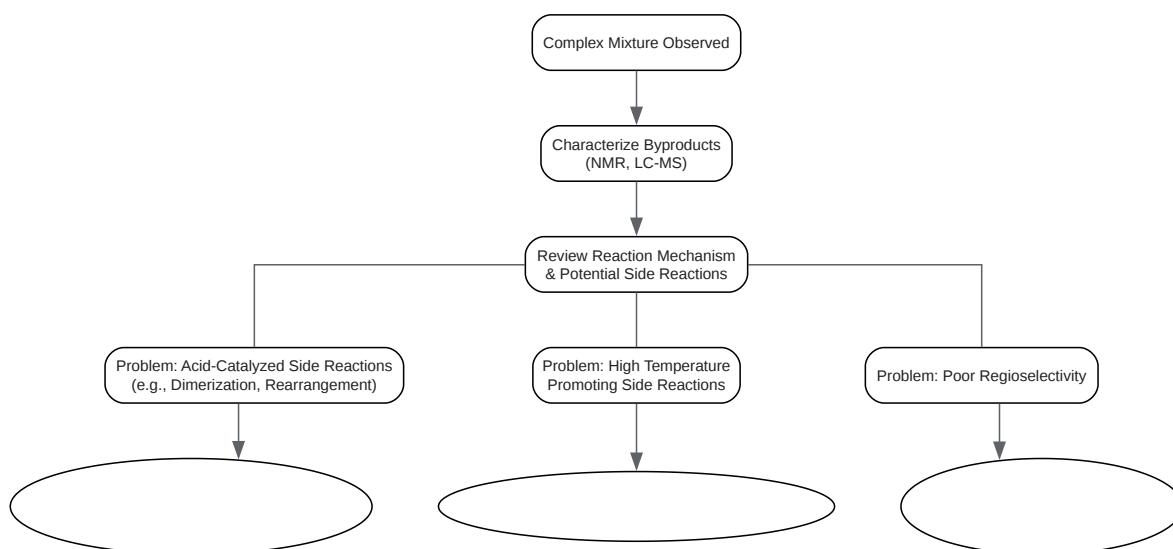 Complex Mixture Observed
Characterize Byproducts
(NMR, LC-MS)
Review Reaction Mechanism
& Potential Side Reactions
Problem: Acid-Catalyzed Side Reactions
(e.g., Dimerization, Rearrangement)
Problem: High Temperature
Promoting Side Reactions
Problem: Poor Regioselectivity